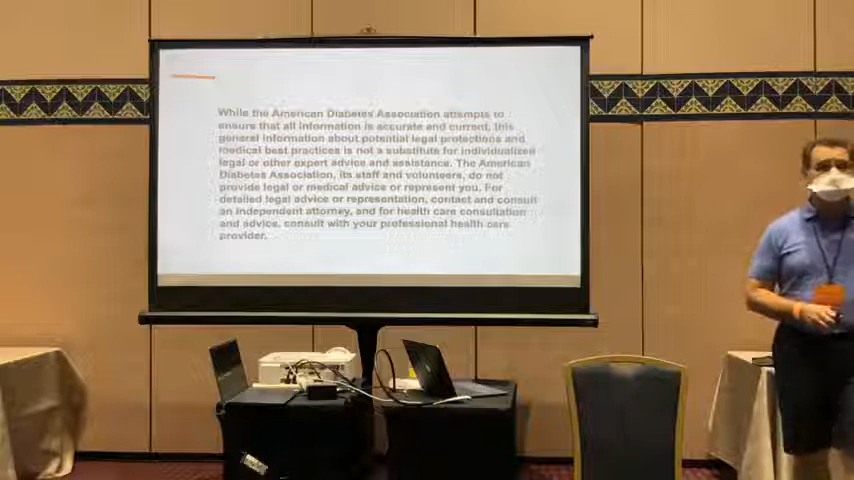 While the American Diabetes Association attempts to
ensure that all information is accurate and current, this
general information about potential legal protections and
medical best practices is not a substitute for individualized
legal or other expert advice and assistance. The American
Diabetes Association, its staff and volunteers, do not
provide legal or medical advice or represent you. For
detailed legal advice or representation, contact and consult
an independent attorney, and for health care consultation
and advice, consult with your professional health care
provider.